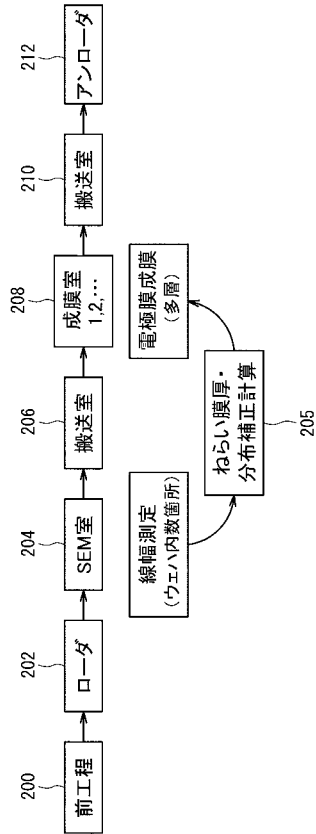 200
前工程
202
ローダ
204
SEM室
206
搬送室
208
成膜室
1,2,…
210
搬送室
212
アンローダ
線幅測定
(ウェハ内数箇所)
ねらい膜厚・
分布補正計算
205
電極膜成膜
(多層)